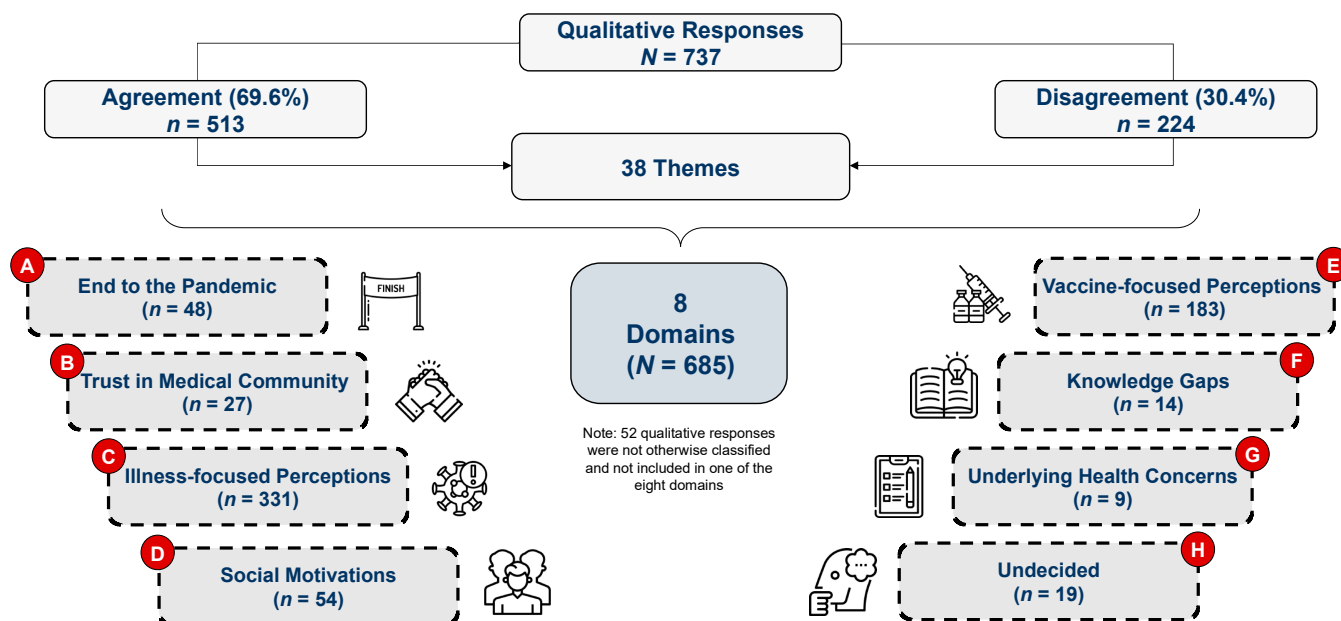 Qualitative Responses
N = 737
Agreement (69.6%)
n = 513
Disagreement (30.4%)
n = 224
38 Themes
A
End to the Pandemic
(n = 48)
FINISH
B
Trust in Medical Community
(n = 27)
C
Illness-focused Perceptions
(n = 331)
D
Social Motivations
(n = 54)
8
Domains
(N = 685)
Note: 52 qualitative responses
were not otherwise classified
and not included in one of the
eight domains
E
Vaccine-focused Perceptions
(n = 183)
F
Knowledge Gaps
(n = 14)
G
Underlying Health Concerns
(n = 9)
H
Undecided
(n = 19)